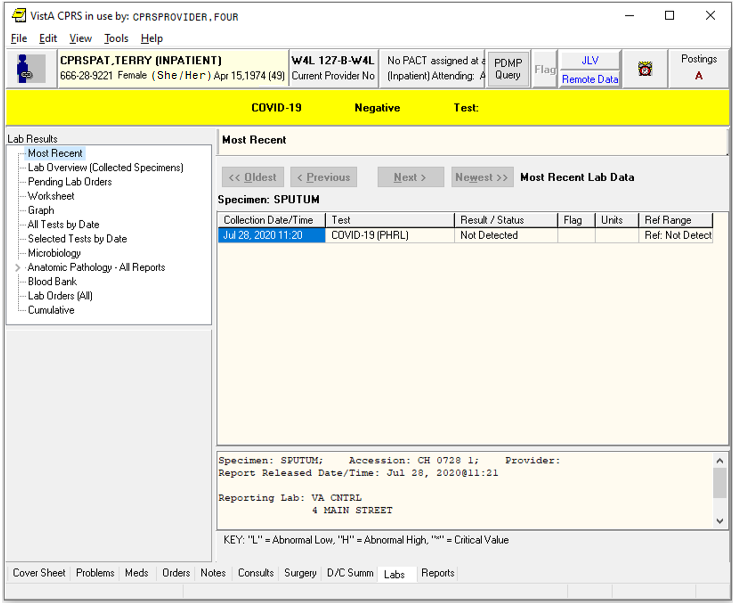 VistA CPRS in use by: CPRSPROVIDER,FOUR
File Edit View Tools Help
CPRSPAT,TERRY (INPATIENT)
666-28-9221 Female (She/Her) Apr 15,1974 (49)
W4L 127-B-W4L
Current Provider No
No PACT assigned at a
(Inpatient) Attending: A
PDMP
Query
Flag
JLV
Remote Data
Postings
A
COVID-19 Negative Test:
Lab Results
Most Recent
Lab Overview (Collected Specimens)
Pending Lab Orders
Worksheet
Graph
All Tests by Date
Selected Tests by Date
Microbiology
Anatomic Pathology - All Reports
Blood Bank
Lab Orders (All)
Cumulative
Most Recent
<< Oldest < Previous Next > Newest >> Most Recent Lab Data
Specimen: SPUTUM
Collection Date/Time Test Result / Status Flag Units Ref Range
Jul 28, 2020 11:20 COVID-19 (PHRL) Not Detected Ref: Not Detect
Specimen: SPUTUM; Accession: CH 0728 1; Provider:
Report Released Date/Time: Jul 28, 2020@11:21
Reporting Lab: VA CNTRL
4 MAIN STREET
KEY: "L" = Abnormal Low, "H" = Abnormal High, "*" = Critical Value
Cover Sheet Problems Meds Orders Notes Consults Surgery D/C Summ Labs Reports